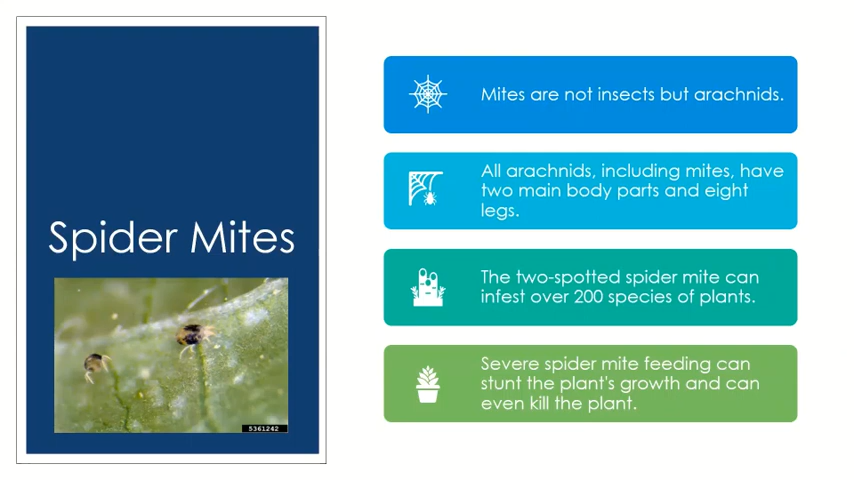 Spider Mites
5361242
Mites are not insects but arachnids.
All arachnids, including mites, have
two main body parts and eight
legs.
The two-spotted spider mite can
infest over 200 species of plants.
Severe spider mite feeding can
stunt the plant's growth and can
even kill the plant.